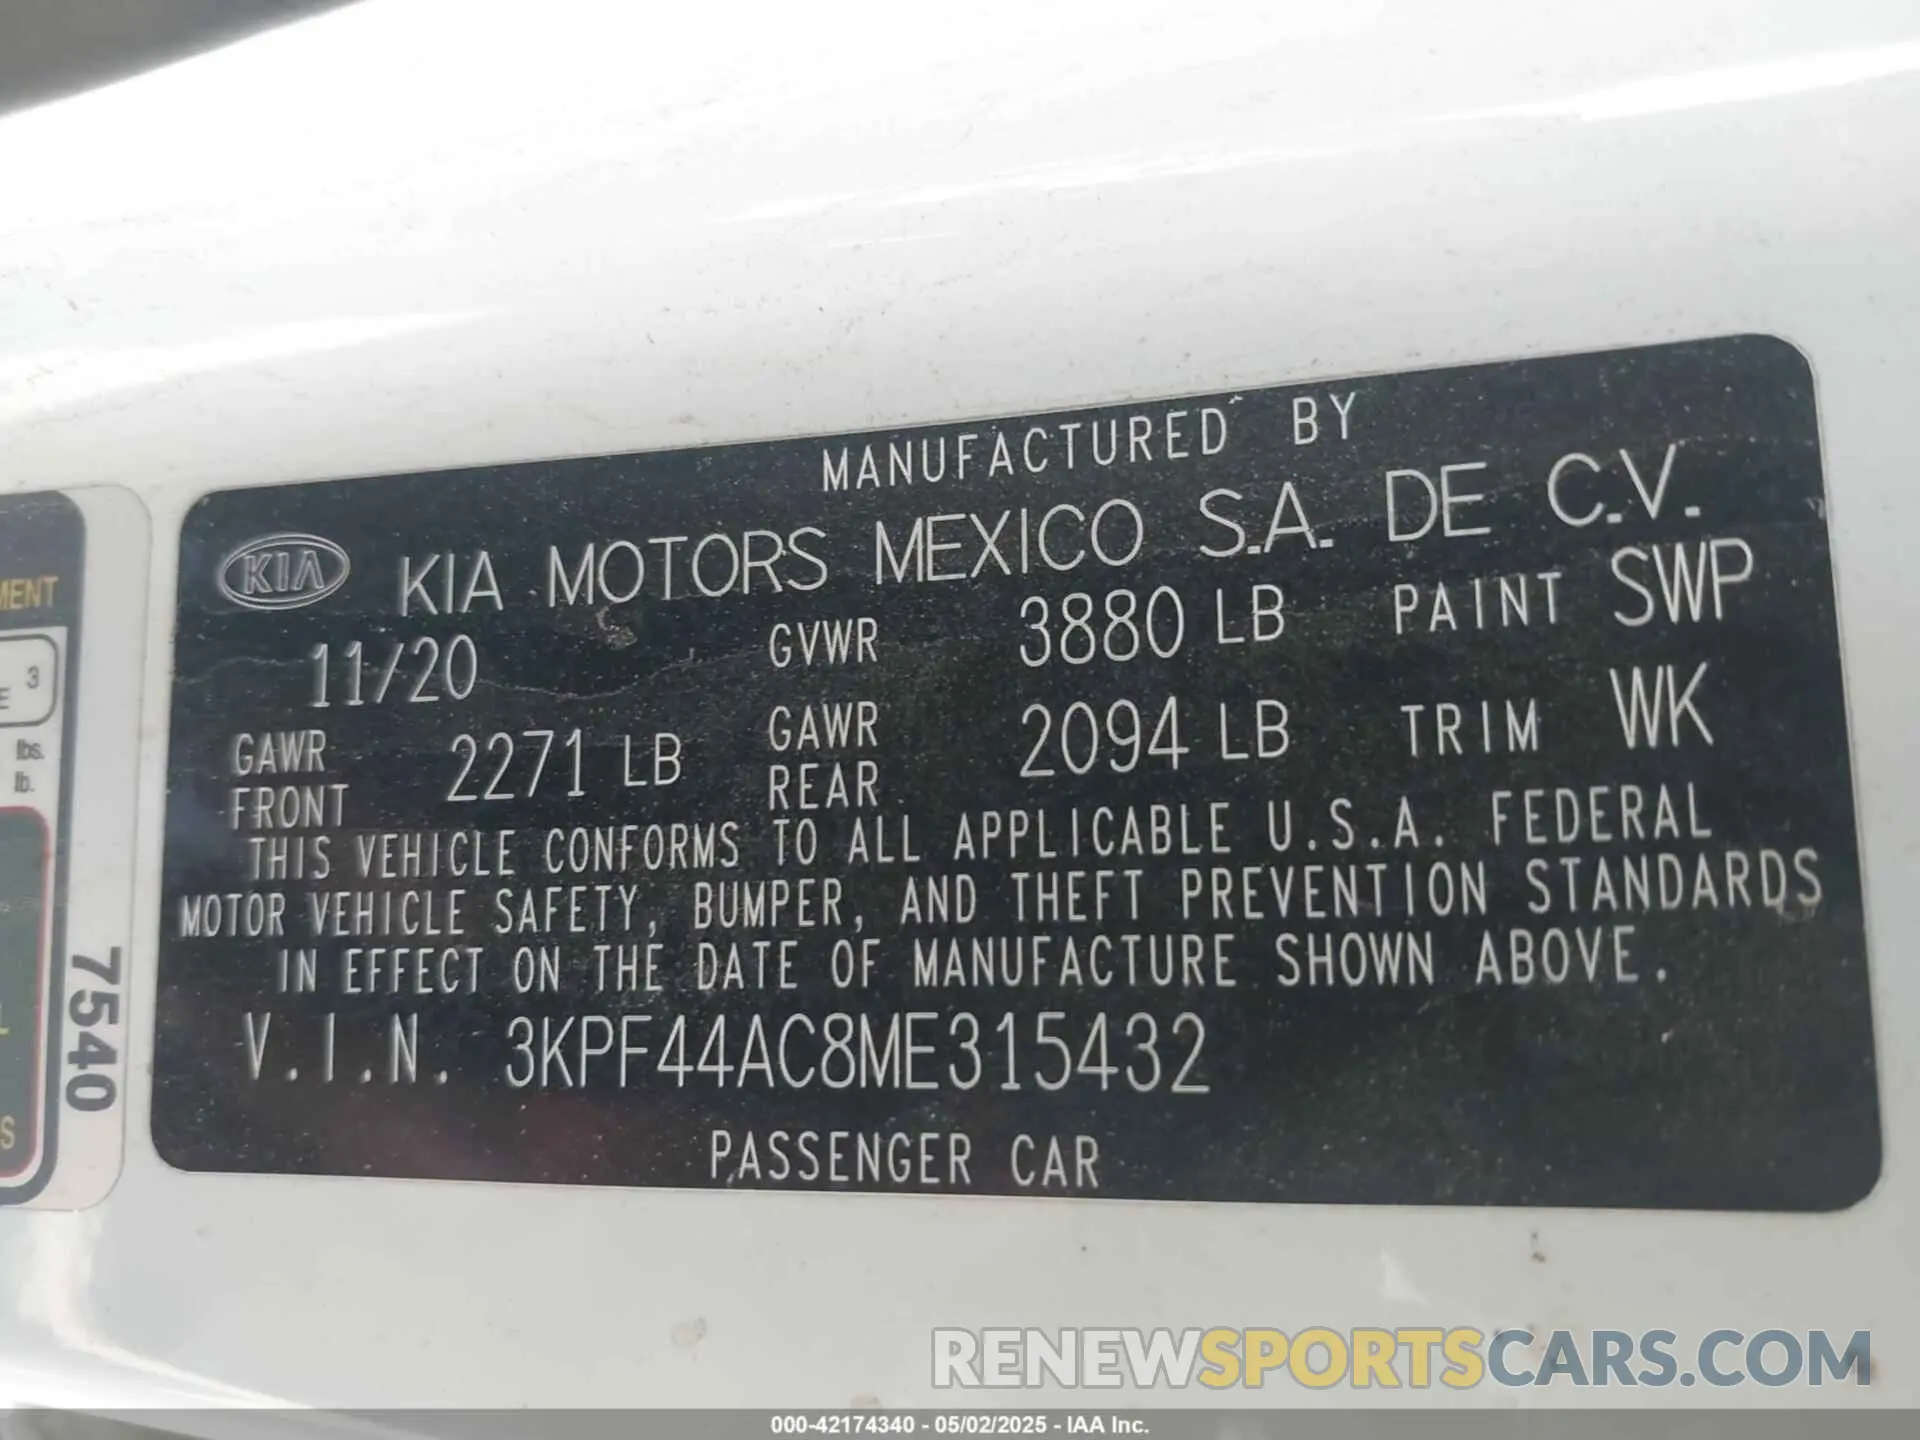 MANUFACTURED BY
KIA KIA MOTORS MEXICO S.A. DE C.V.
11/20 GVWR 3880 LB PAINT SWP
GAWR FRONT 2271 LB GAWR REAR 2094 LB TRIM WK
THIS VEHICLE CONFORMS TO ALL APPLICABLE U.S.A. FEDERAL
MOTOR VEHICLE SAFETY, BUMPER, AND THEFT PREVENTION STANDARDS
IN EFFECT ON THE DATE OF MANUFACTURE SHOWN ABOVE.
V.I.N. 3KPF44AC8ME315432
PASSENGER CAR
3
lbs.
lb.
7540
RENEWSPORTSCARS.COM
000-42174340 - 05/02/2025 - IAA Inc.